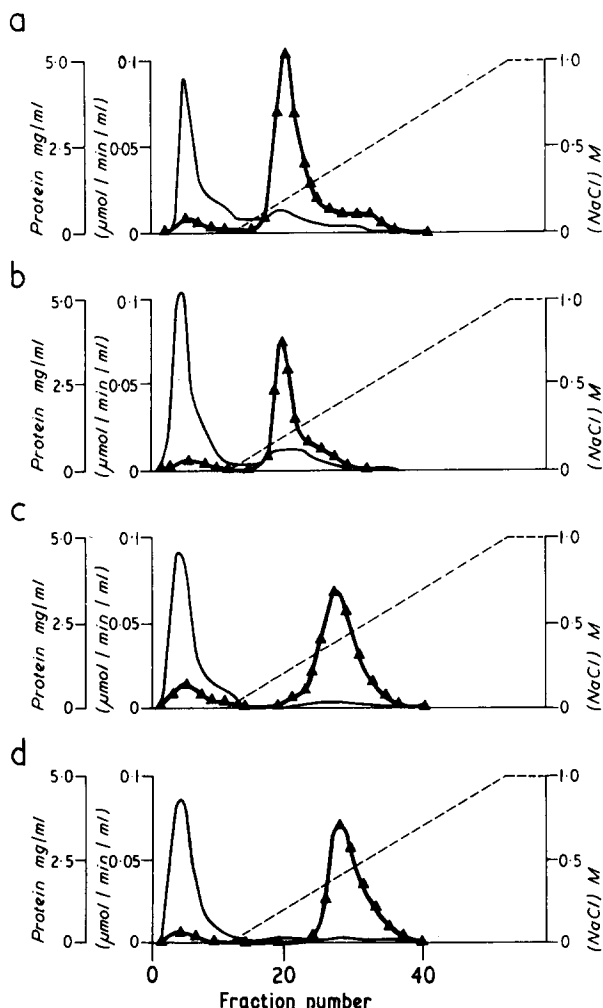 a
Protein mg/ml
5·0
2·5
0
(μmol / min / ml)
0·1
0·05
0
1·0
0·5
0
(NaCl) M
b
Protein mg/ml
5·0
2·5
0
(μmol / min / ml)
0·1
0·05
0
1·0
0·5
0
(NaCl) M
c
Protein mg/ml
5·0
2·5
0
(μmol / min / ml)
0·1
0·05
0
1·0
0·5
0
(NaCl) M
d
Protein mg/ml
5·0
2·5
0
(μmol / min / ml)
0·1
0·05
0
1·0
0·5
0
(NaCl) M
0 20 40
Fraction number